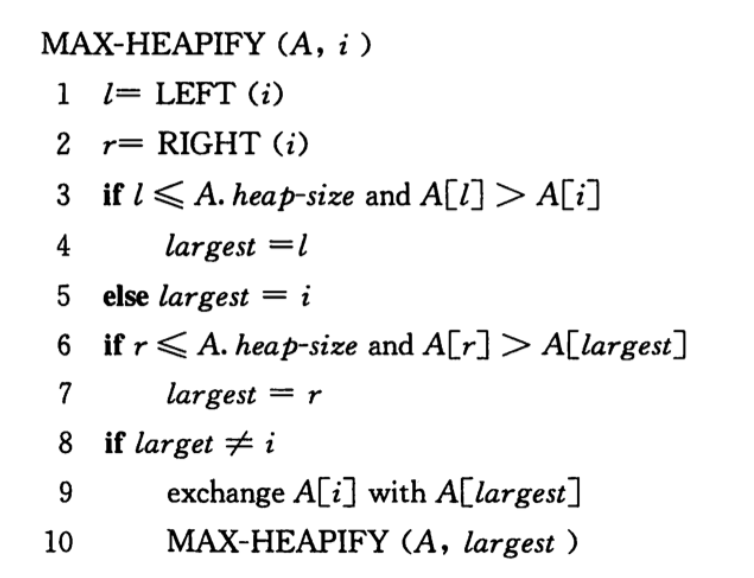 MAX-HEAPIFY (A, i)
1 l= LEFT (i)
2 r= RIGHT (i)
3 if l ⩽ A. heap-size and A[l] > A[i]
4 largest =l
5 else largest = i
6 if r ⩽ A. heap-size and A[r] > A[largest]
7 largest = r
8 if larget ≠ i
9 exchange A[i] with A[largest]
10 MAX-HEAPIFY (A, largest )